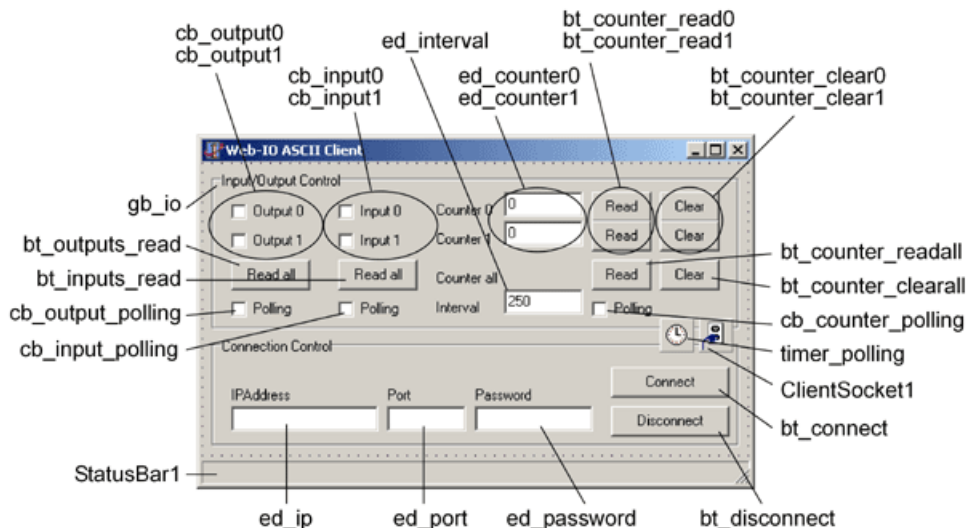 cb_output0
cb_output1
cb_input0
cb_input1
ed_interval
ed_counter0
ed_counter1
bt_counter_read0
bt_counter_read1
bt_counter_clear0
bt_counter_clear1
Web-IO ASCII Client
Input/Output Control
gb_io
Output 0
Input 0
Counter 0
0
Read
Clear
Output 1
Input 1
Counter 1
0
Read
Clear
bt_outputs_read
bt_inputs_read
Read all
Read all
Counter all
Read
Clear
bt_counter_readall
bt_counter_clearall
cb_output_polling
Polling
Polling
Interval
250
Polling
cb_counter_polling
cb_input_polling
Connection Control
timer_polling
ClientSocket1
IPAddress
Port
Password
Connect
Disconnect
bt_connect
StatusBar1
ed_ip
ed_port
ed_password
bt_disconnect